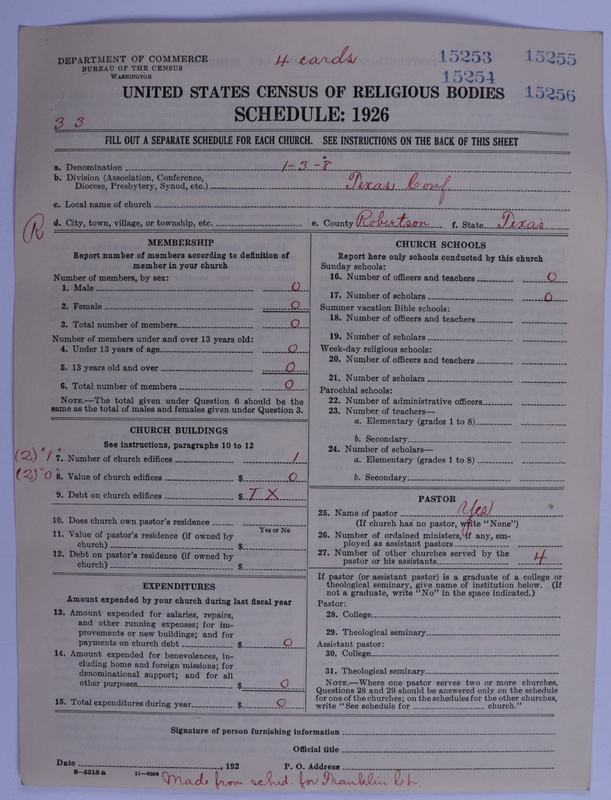 DEPARTMENT OF COMMERCE
BUREAU OF THE CENSUS
WASHINGTON
4 cards
15253 15255
15254
15256
UNITED STATES CENSUS OF RELIGIOUS BODIES
SCHEDULE: 1926
3 3
FILL OUT A SEPARATE SCHEDULE FOR EACH CHURCH. SEE INSTRUCTIONS ON THE BACK OF THIS SHEET
a. Denomination 1-3-8
b. Division (Association, Conference, Diocese, Presbytery, Synod, etc.) Texas Conf
c. Local name of church
R
d. City, town, village, or township, etc. e. County Robertson f. State Texas
MEMBERSHIP
Report number of members according to definition of
member in your church
Number of members, by sex:
1. Male 0
2. Female 0
3. Total number of members 0
Number of members under and over 13 years old:
4. Under 13 years of age 0
5. 13 years old and over 0
6. Total number of members 0
NOTE.—The total given under Question 6 should be the
same as the total of males and females given under Question 3.
CHURCH BUILDINGS
See instructions, paragraphs 10 to 12
(2) "1" 7. Number of church edifices 1
(2) "0" 8. Value of church edifices $ 0
9. Debt on church edifices $ T X
10. Does church own pastor's residence
Yes or No
11. Value of pastor's residence (if owned by
church) $
12. Debt on pastor's residence (if owned by
church) $
EXPENDITURES
Amount expended by your church during last fiscal year
13. Amount expended for salaries, repairs,
and other running expenses; for im-
provements or new buildings; and for
payments on church debt $ 0
14. Amount expended for benevolences, in-
cluding home and foreign missions; for
denominational support; and for all
other purposes $ 0
15. Total expenditures during year $ 0
CHURCH SCHOOLS
Report here only schools conducted by this church
Sunday schools:
16. Number of officers and teachers 0
17. Number of scholars 0
Summer vacation Bible schools:
18. Number of officers and teachers
19. Number of scholars
Week-day religious schools:
20. Number of officers and teachers
21. Number of scholars
Parochial schools:
22. Number of administrative officers
23. Number of teachers—
a. Elementary (grades 1 to 8)
b. Secondary
24. Number of scholars—
a. Elementary (grades 1 to 8)
b. Secondary
PASTOR
25. Name of pastor Yes
(If church has no pastor, write "None")
26. Number of ordained ministers, if any, em-
ployed as assistant pastors
27. Number of other churches served by the
pastor or his assistants 4
If pastor (or assistant pastor) is a graduate of a college or
theological seminary, give name of institution below. (If
not a graduate, write "No" in the space indicated.)
Pastor:
28. College
29. Theological seminary
Assistant pastor:
30. College
31. Theological seminary
NOTE.—Where one pastor serves two or more churches,
Questions 28 and 29 should be answered only on the schedule
for one of the churches; on the schedules for the other churches,
write "See schedule for church."
Signature of person furnishing information
Official title
Date , 192 P. O. Address
8—5318 a 11—9034
Made from sched. for Franklin Ch.